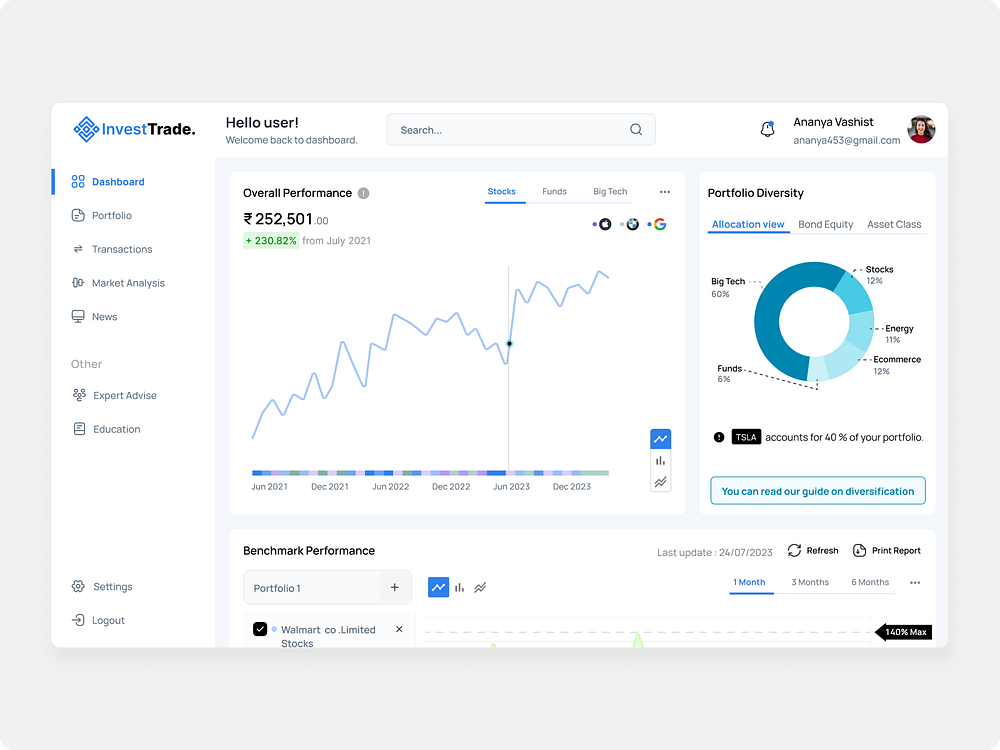 InvestTrade.
Hello user!
Welcome back to dashboard.
Search...
Ananya Vashist
ananya453@gmail.com
Dashboard
Portfolio
Transactions
Market Analysis
News
Other
Expert Advise
Education
Settings
Logout
Overall Performance
Stocks Funds Big Tech
₹ 252,501.00
+ 230.82% from July 2021
Jun 2021 Dec 2021 Jun 2022 Dec 2022 Jun 2023 Dec 2023
Portfolio Diversity
Allocation view Bond Equity Asset Class
Stocks
12%
Big Tech
60%
Energy
11%
Ecommerce
12%
Funds
6%
TSLA accounts for 40 % of your portfolio.
You can read our guide on diversification
Benchmark Performance
Last update : 24/07/2023 Refresh Print Report
Portfolio 1 +
1 Month 3 Months 6 Months
Walmart co .Limited
Stocks
140% Max